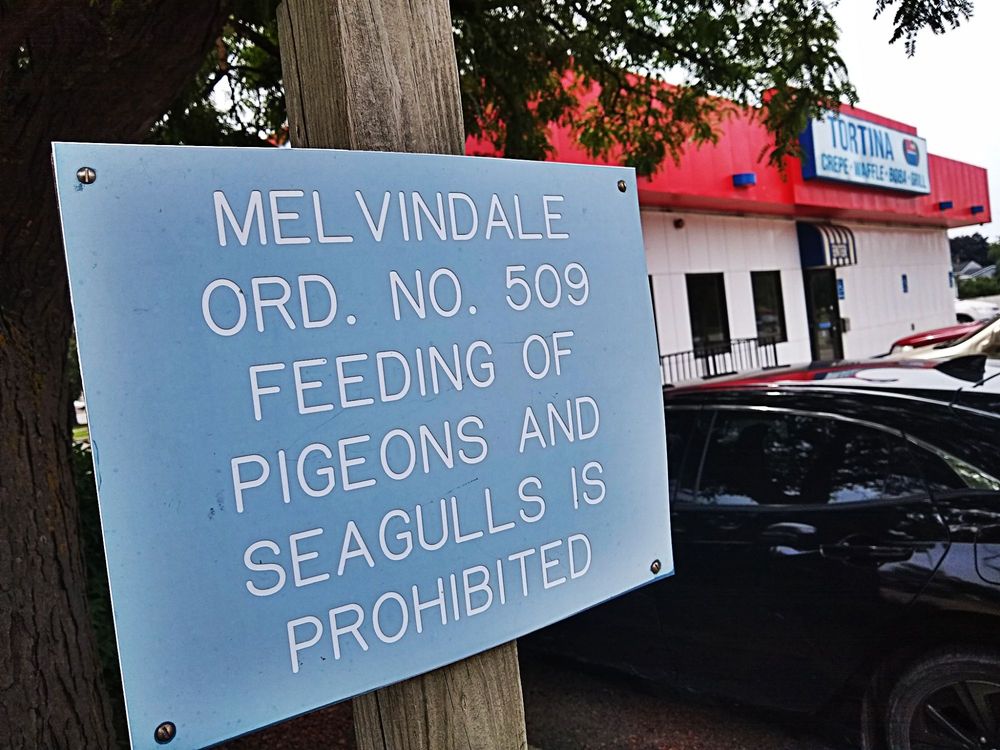 MELVINDALE
ORD. NO. 509
FEEDING OF
PIGEONS AND
SEAGULLS IS
PROHIBITED
TORTINA
CREPE · WAFFLE · BOBA · GRILL